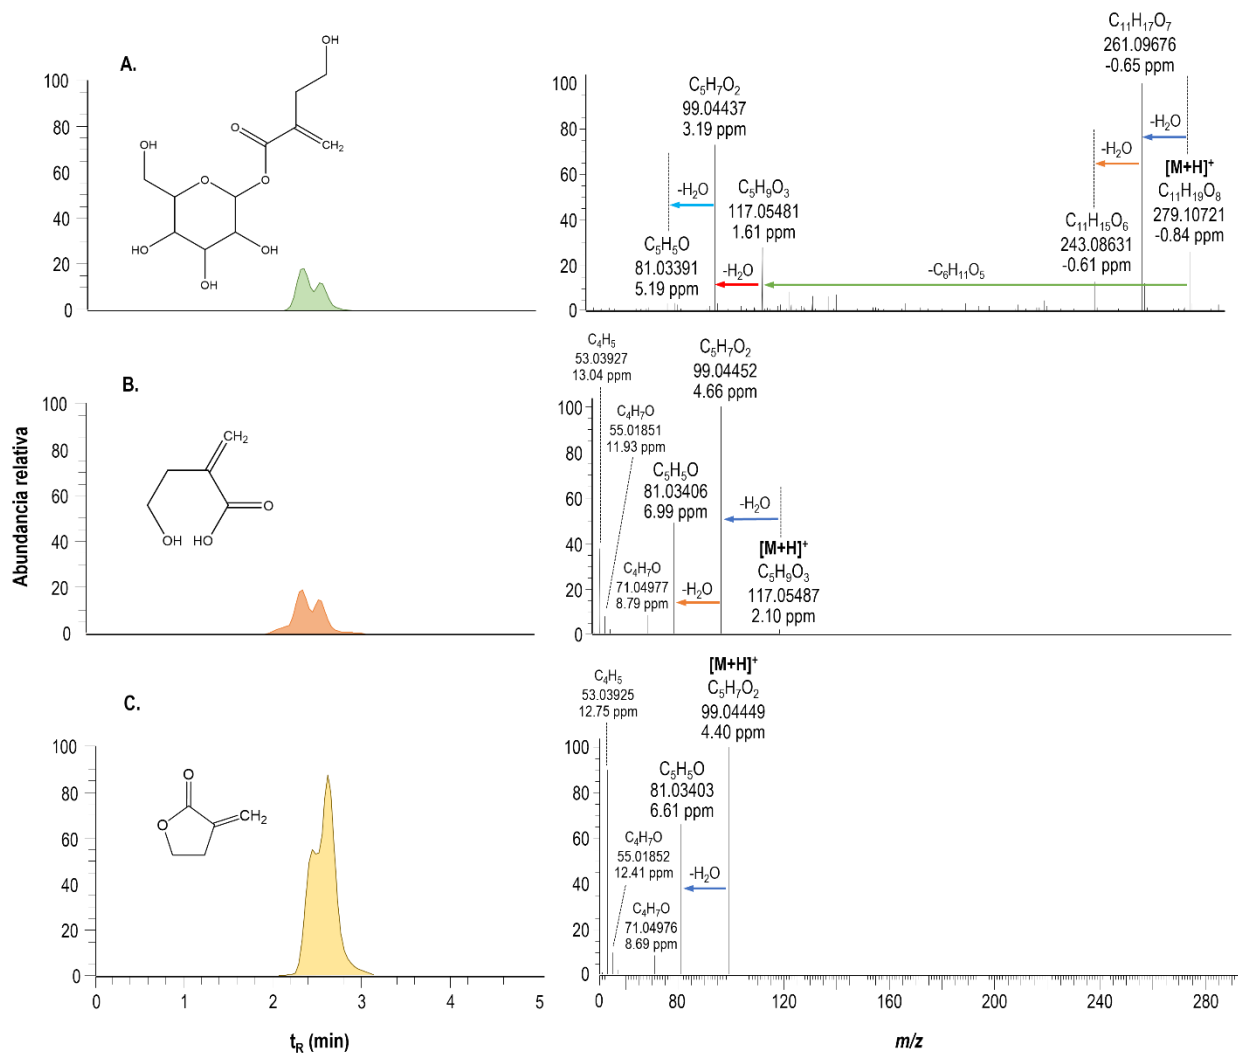 A.
100
80
60
40
20
0
OH
O
CH₂
OH
O
O
HO
OH
OH
100
80
60
40
20
0
C₅H₇O₂
99.04437
3.19 ppm
-H₂O
C₅H₅O
81.03391
5.19 ppm
C₅H₉O₃
117.05481
1.61 ppm
-H₂O
-C₆H₁₁O₅
C₁₁H₁₇O₇
261.09676
-0.65 ppm
-H₂O
-H₂O
[M+H]⁺
C₁₁H₁₉O₈
279.10721
-0.84 ppm
C₁₁H₁₅O₆
243.08631
-0.61 ppm
Abundancia relativa
B.
100
80
60
40
20
0
CH₂
O
OH
HO
100
80
60
40
20
0
C₄H₅
53.03927
13.04 ppm
C₄H₇O
55.01851
11.93 ppm
C₅H₇O₂
99.04452
4.66 ppm
C₅H₅O
81.03406
6.99 ppm
-H₂O
[M+H]⁺
C₅H₉O₃
117.05487
2.10 ppm
C₄H₇O
71.04977
8.79 ppm
-H₂O
C.
100
80
60
40
20
0
O
O
CH₂
0
1
2
3
4
5
t_R (min)
100
80
60
40
20
0
C₄H₅
53.03925
12.75 ppm
[M+H]⁺
C₅H₇O₂
99.04449
4.40 ppm
C₅H₅O
81.03403
6.61 ppm
C₄H₇O
55.01852
12.41 ppm
-H₂O
C₄H₇O
71.04976
8.69 ppm
0
80
120
160
200
240
280
m/z